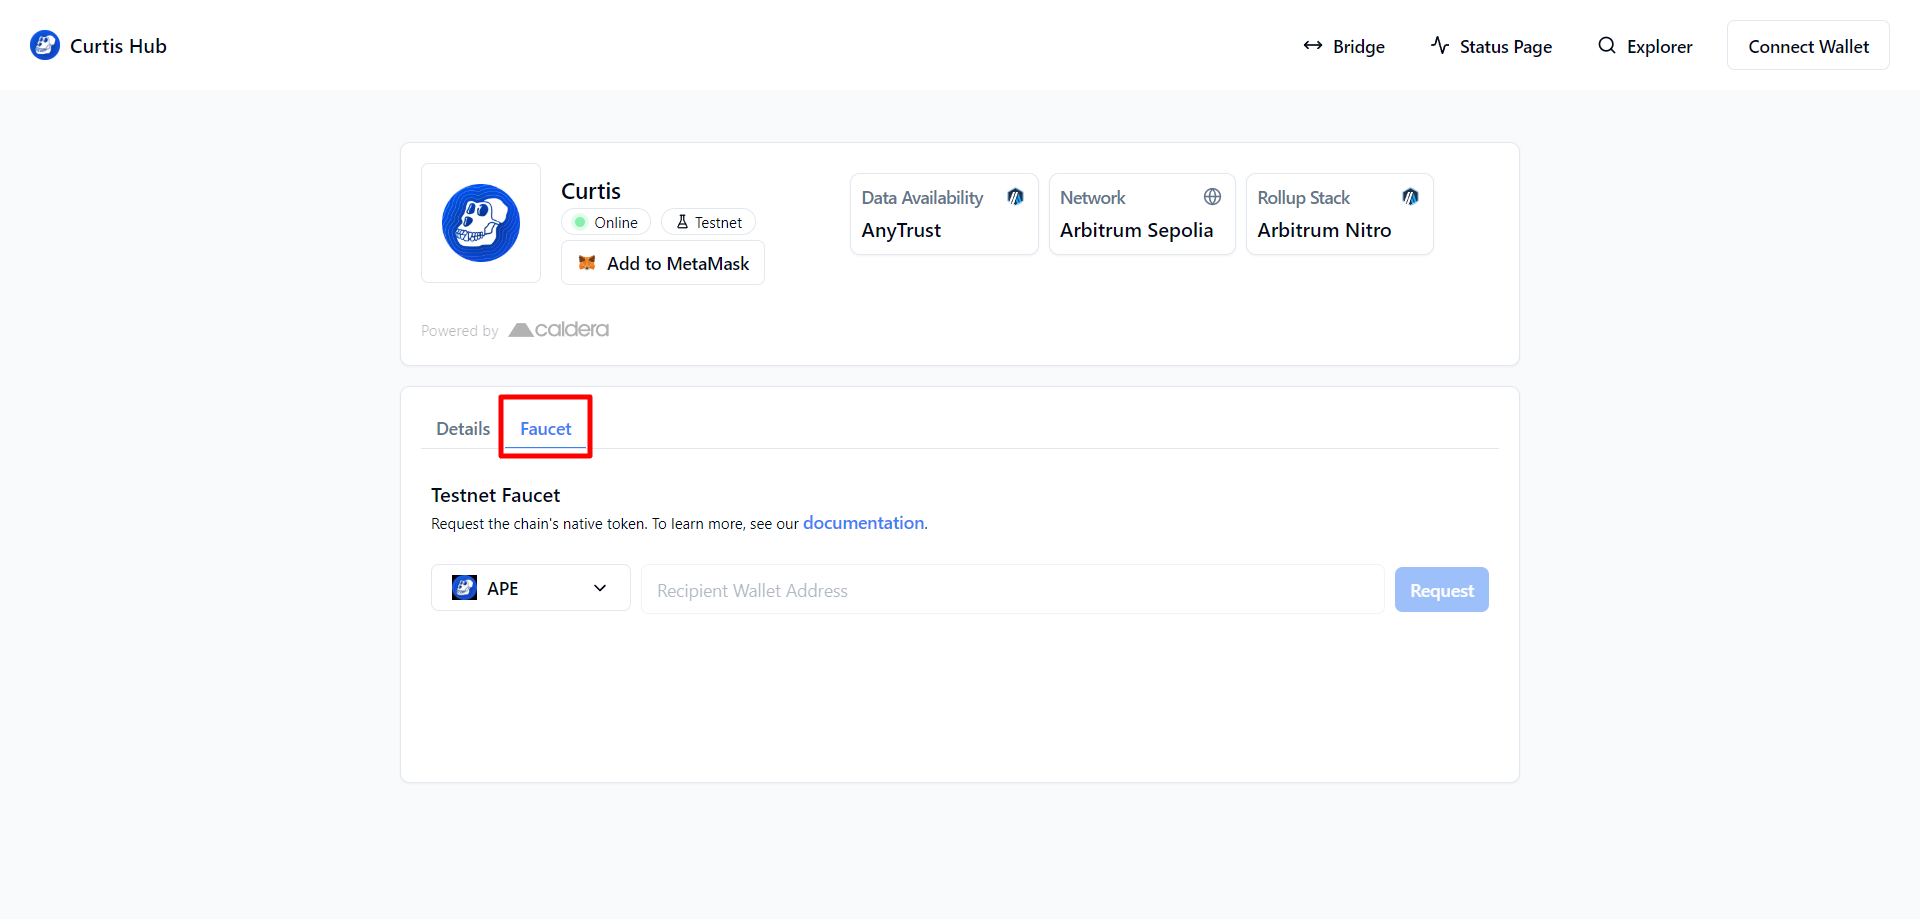 Curtis Hub
Bridge
Status Page
Explorer
Connect Wallet
Curtis
Online
Testnet
Add to MetaMask
Data Availability
AnyTrust
Network
Arbitrum Sepolia
Rollup Stack
Arbitrum Nitro
Powered by caldera
Details
Faucet
Testnet Faucet
Request the chain's native token. To learn more, see our documentation.
APE
Recipient Wallet Address
Request